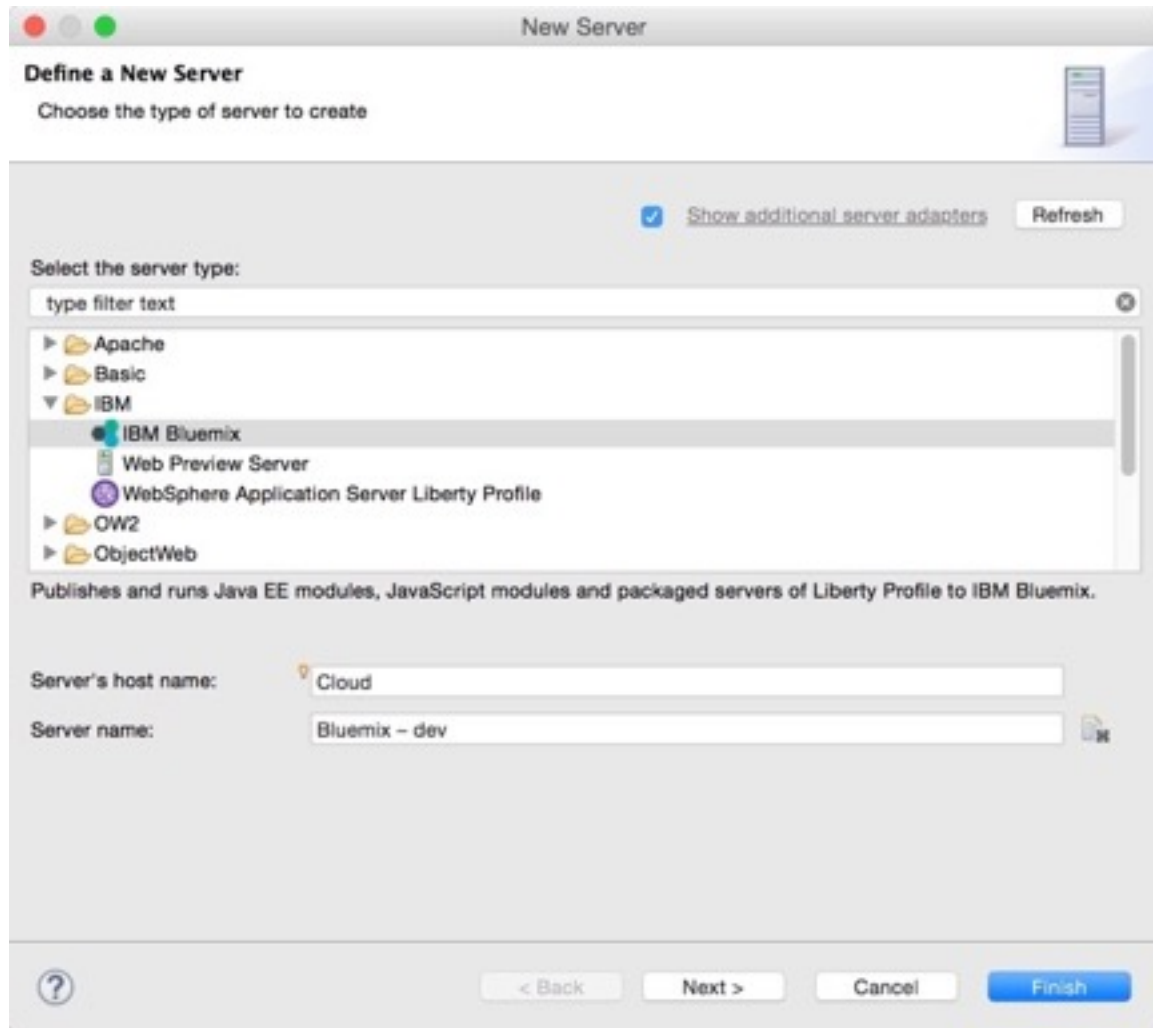 New Server
Define a New Server
Choose the type of server to create
Show additional server adapters Refresh
Select the server type:
type filter text
Apache
Basic
IBM
IBM Bluemix
Web Preview Server
WebSphere Application Server Liberty Profile
OW2
ObjectWeb
Publishes and runs Java EE modules, JavaScript modules and packaged servers of Liberty Profile to IBM Bluemix.
Server's host name: Cloud
Server name: Bluemix – dev
? < Back Next > Cancel Finish